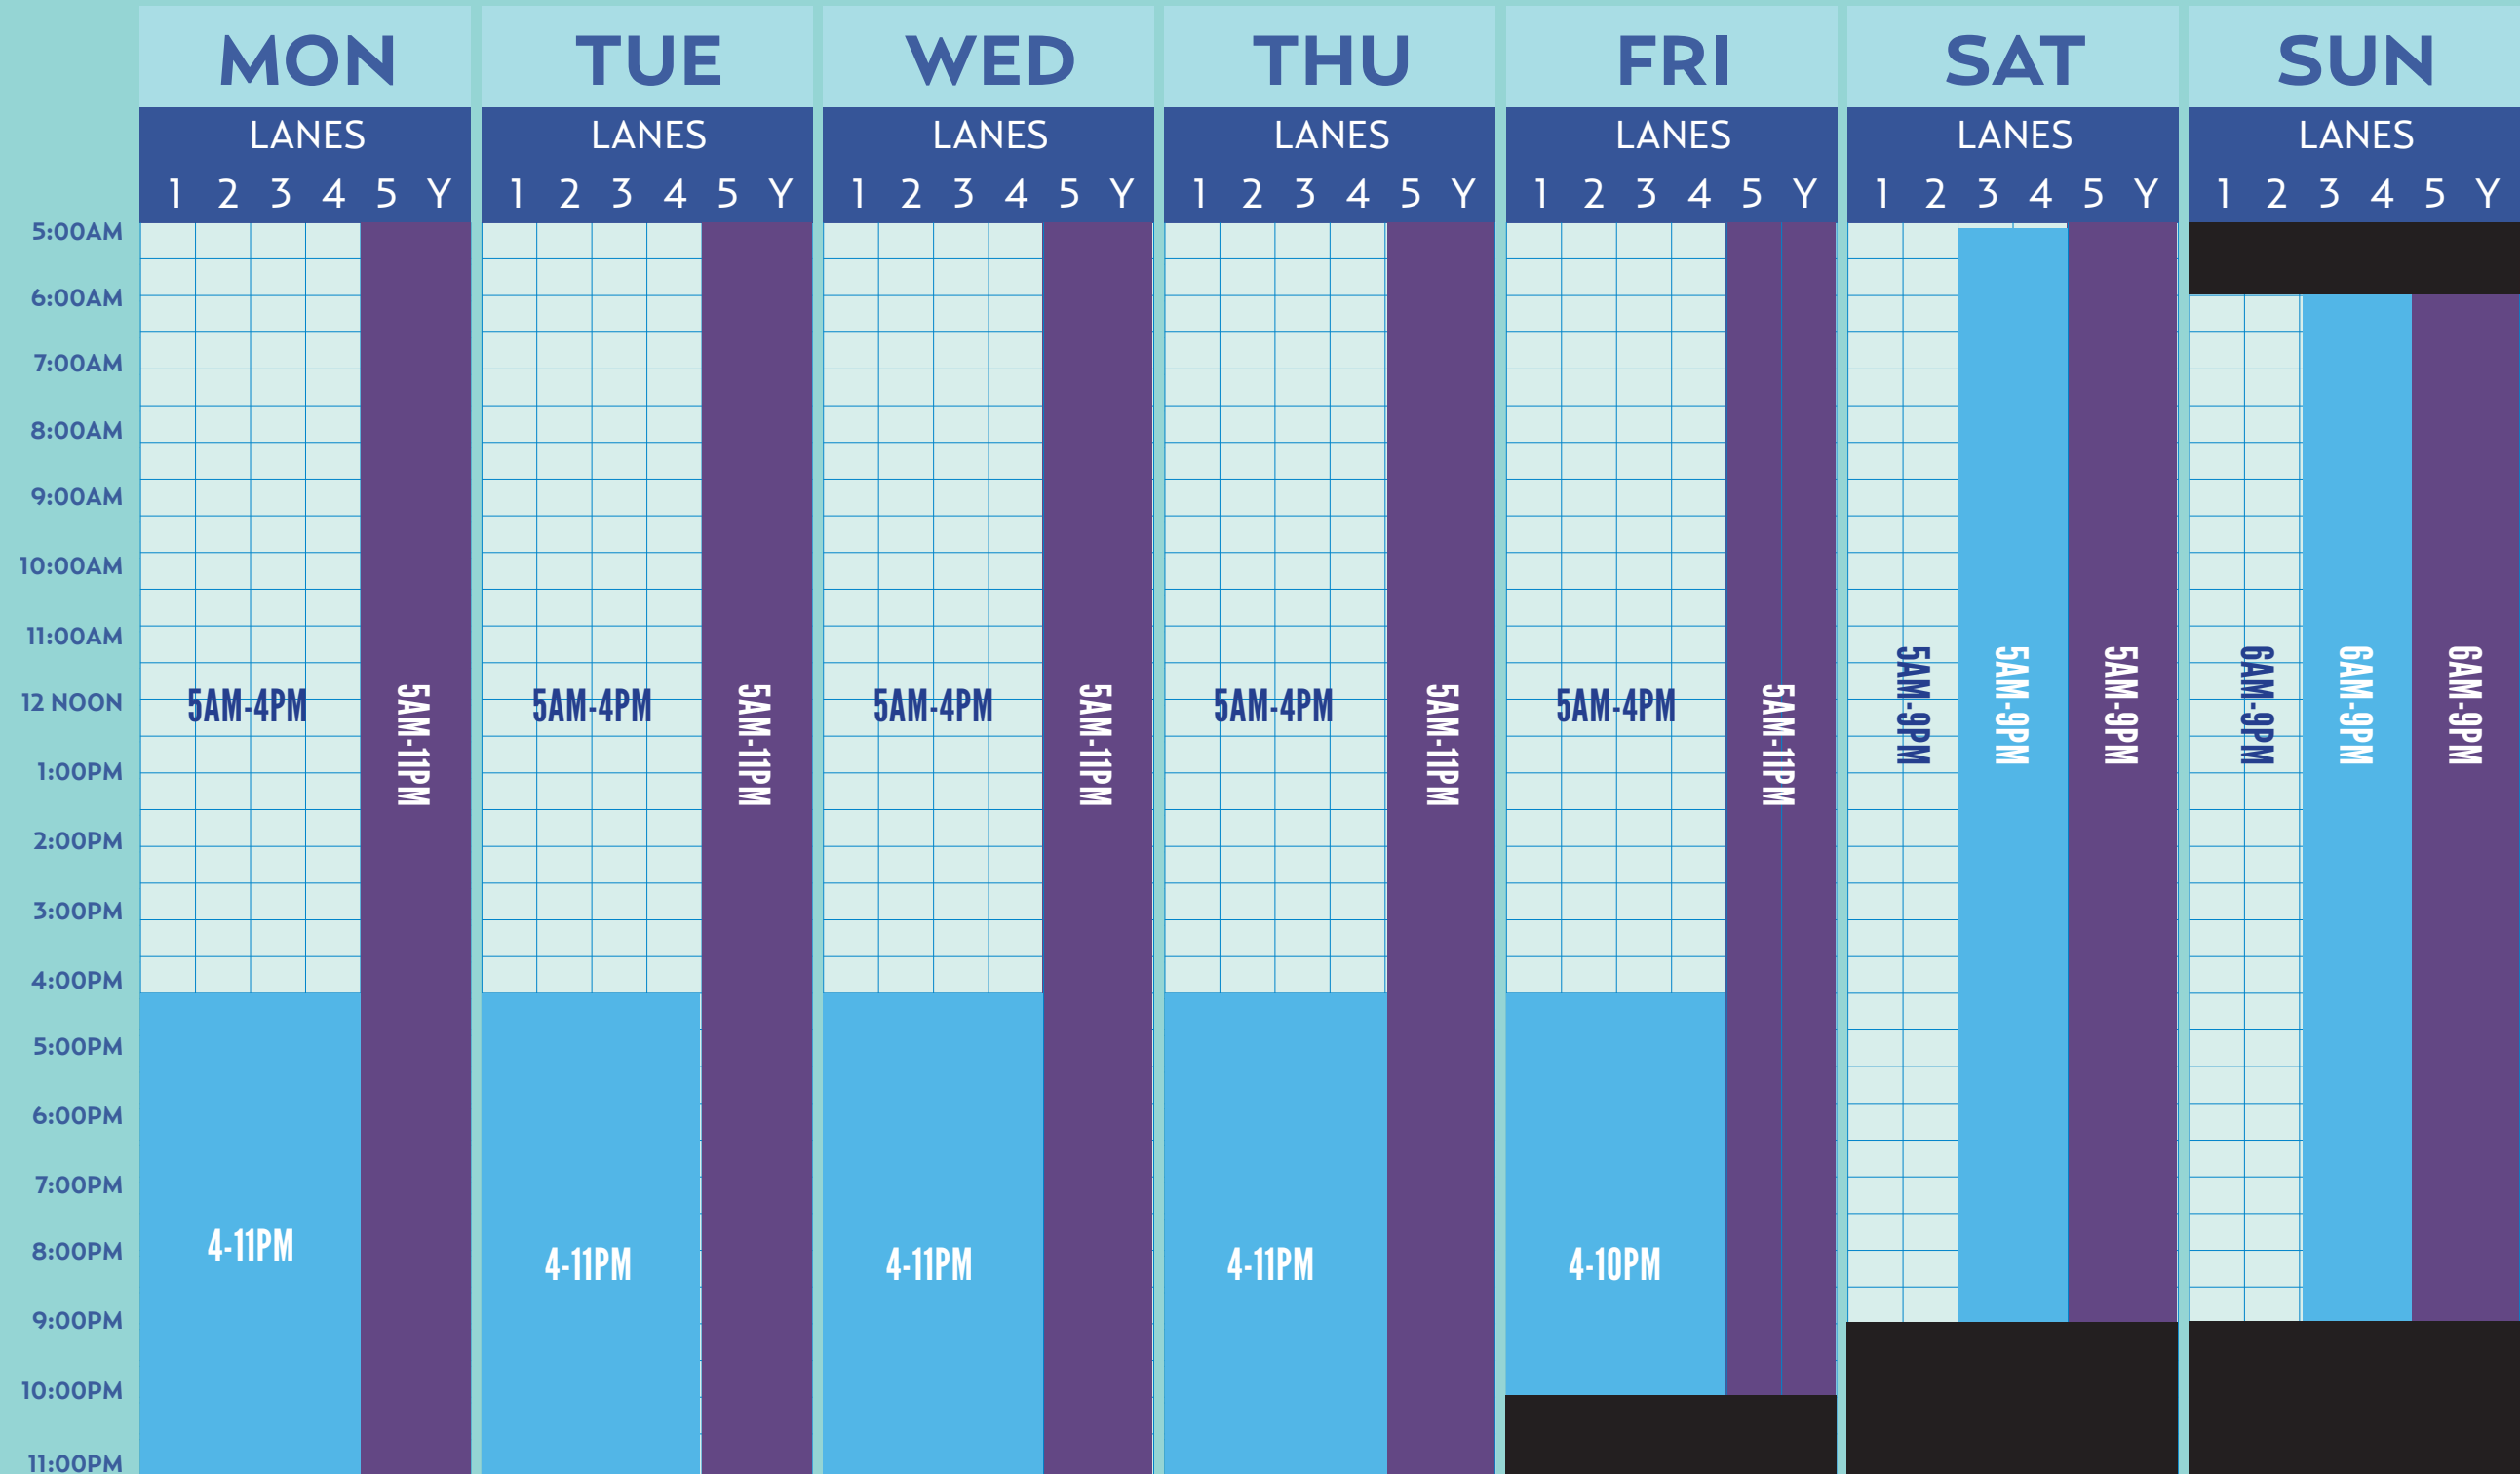 MON TUE WED THU FRI SAT SUN
LANES LANES LANES LANES LANES LANES LANES
1 2 3 4 5 Y 1 2 3 4 5 Y 1 2 3 4 5 Y 1 2 3 4 5 Y 1 2 3 4 5 Y 1 2 3 4 5 Y 1 2 3 4 5 Y
5:00AM
6:00AM
7:00AM
8:00AM
9:00AM
10:00AM
11:00AM
12 NOON
1:00PM
2:00PM
3:00PM
4:00PM
5:00PM
6:00PM
7:00PM
8:00PM
9:00PM
10:00PM
11:00PM
5AM-4PM
5AM-11PM
4-11PM
5AM-4PM
5AM-11PM
4-11PM
5AM-4PM
5AM-11PM
4-11PM
5AM-4PM
5AM-11PM
4-11PM
5AM-4PM
5AM-11PM
4-10PM
5AM-9PM
5AM-9PM
5AM-9PM
6AM-9PM
6AM-9PM
6AM-9PM